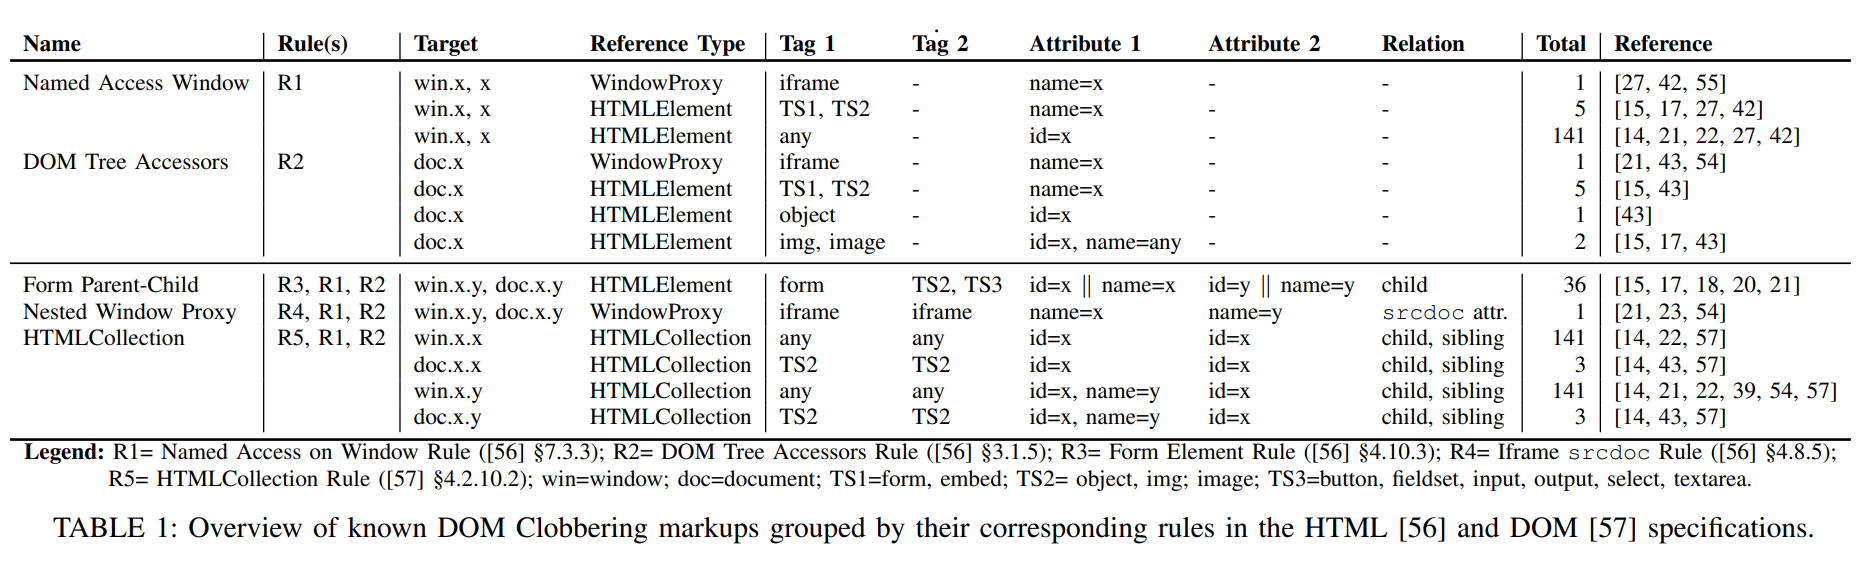 Name Rule(s) Target Reference Type Tag 1 Tag 2 Attribute 1 Attribute 2 Relation Total Reference
Named Access Window R1 win.x, x WindowProxy iframe - name=x - - 1 [27, 42, 55]
win.x, x HTMLElement TS1, TS2 - name=x - - 5 [15, 17, 27, 42]
win.x, x HTMLElement any - id=x - - 141 [14, 21, 22, 27, 42]
DOM Tree Accessors R2 doc.x WindowProxy iframe - name=x - - 1 [21, 43, 54]
doc.x HTMLElement TS1, TS2 - name=x - - 5 [15, 43]
doc.x HTMLElement object - id=x - - 1 [43]
doc.x HTMLElement img, image - id=x, name=any - - 2 [15, 17, 43]
Form Parent-Child R3, R1, R2 win.x.y, doc.x.y HTMLElement form TS2, TS3 id=x || name=x id=y || name=y child 36 [15, 17, 18, 20, 21]
Nested Window Proxy R4, R1, R2 win.x.y, doc.x.y WindowProxy iframe iframe name=x name=y srcdoc attr. 1 [21, 23, 54]
HTMLCollection R5, R1, R2 win.x.x HTMLCollection any any id=x id=x child, sibling 141 [14, 22, 57]
doc.x.x HTMLCollection TS2 TS2 id=x id=x child, sibling 3 [14, 43, 57]
win.x.y HTMLCollection any any id=x, name=y id=x child, sibling 141 [14, 21, 22, 39, 54, 57]
doc.x.y HTMLCollection TS2 TS2 id=x, name=y id=x child, sibling 3 [14, 43, 57]
Legend: R1= Named Access on Window Rule ([56] §7.3.3); R2= DOM Tree Accessors Rule ([56] §3.1.5); R3= Form Element Rule ([56] §4.10.3); R4= Iframe srcdoc Rule ([56] §4.8.5);
R5= HTMLCollection Rule ([57] §4.2.10.2); win=window; doc=document; TS1=form, embed; TS2= object, img; image; TS3=button, fieldset, input, output, select, textarea.
TABLE 1: Overview of known DOM Clobbering markups grouped by their corresponding rules in the HTML [56] and DOM [57] specifications.